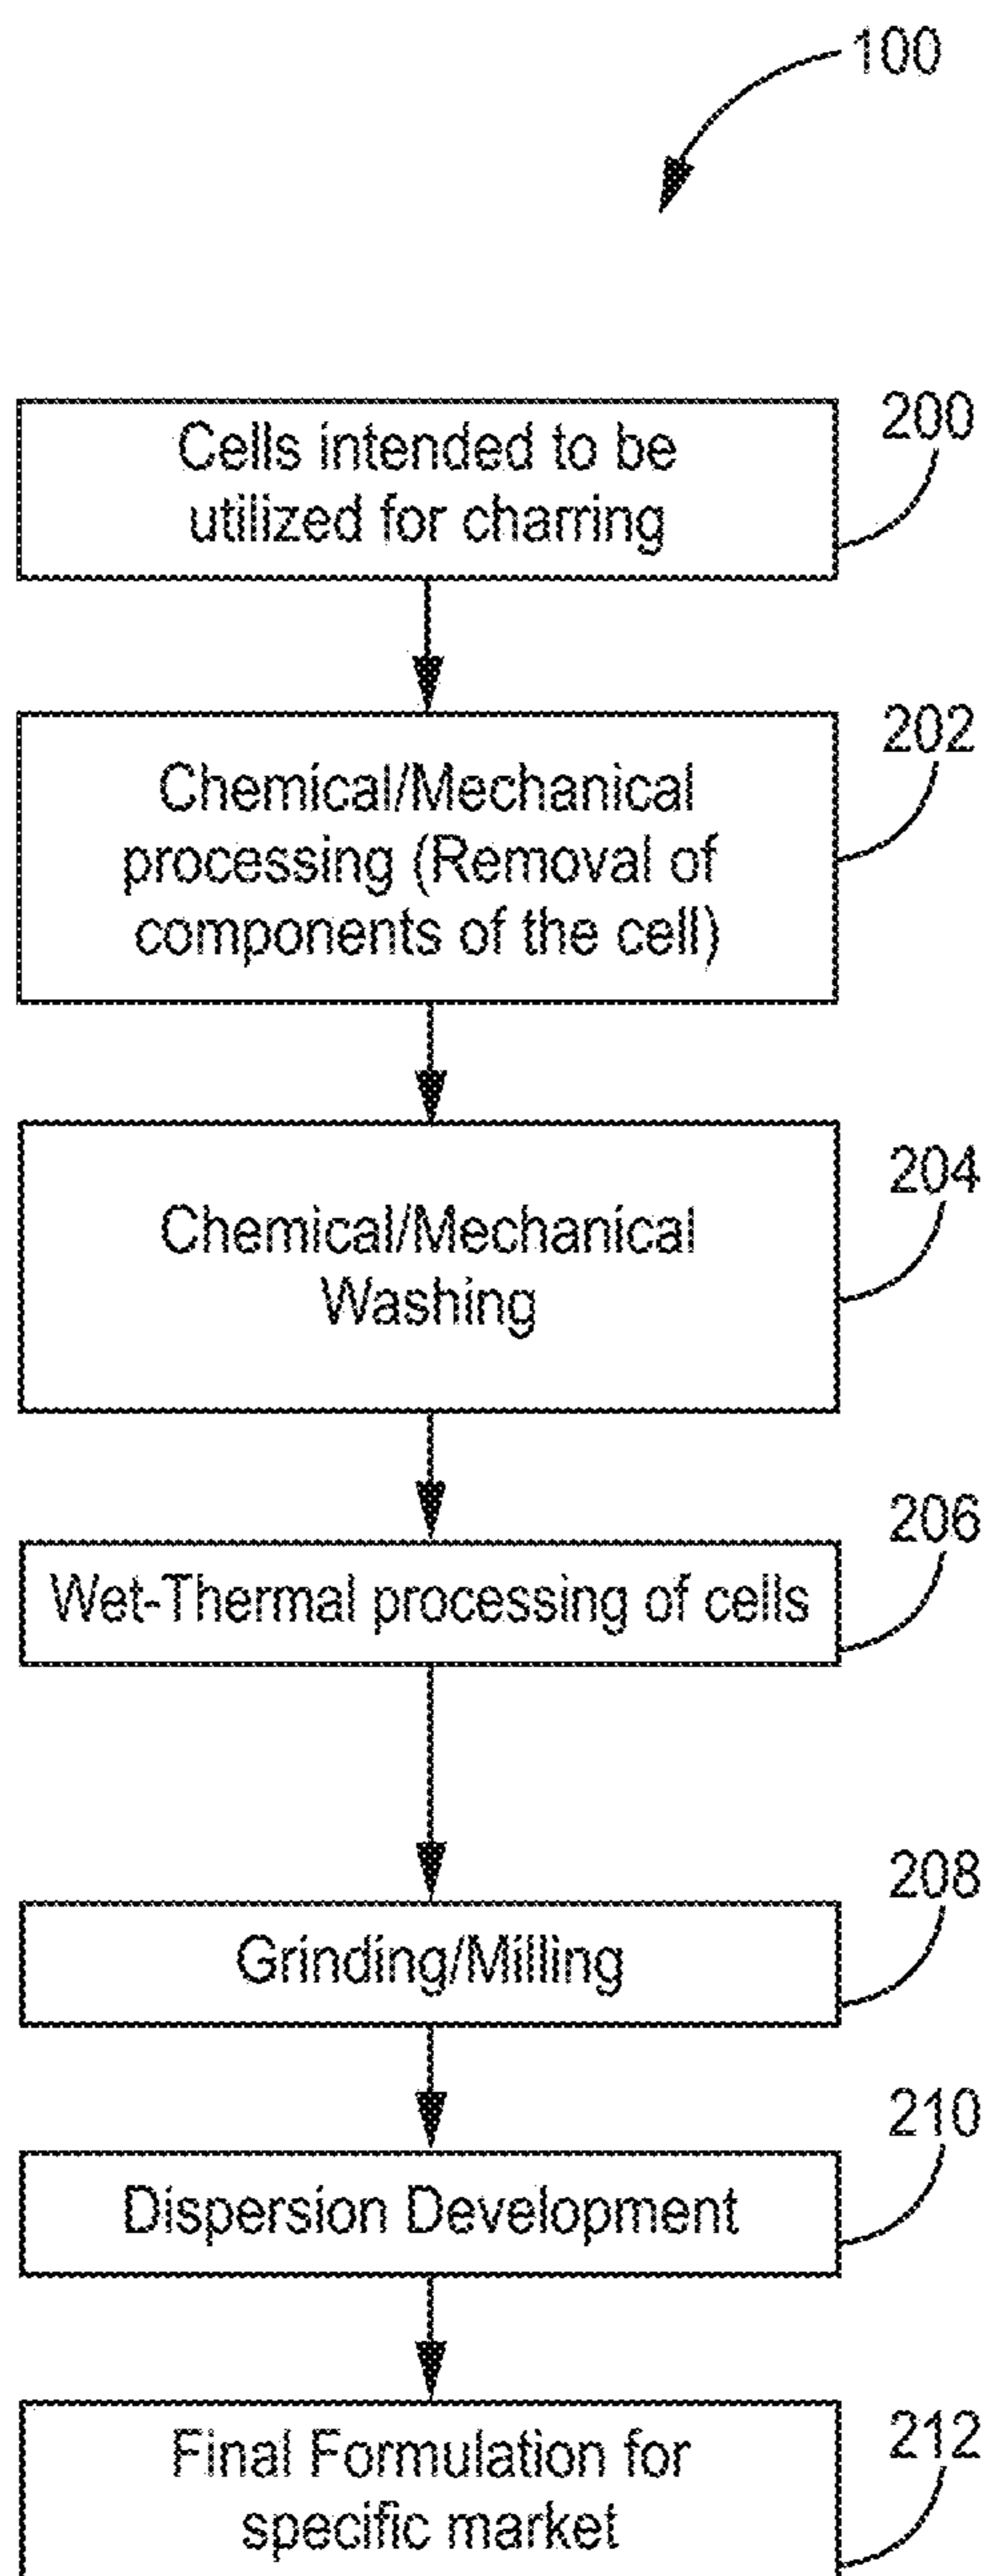 100
200
Cells intended to be
utilized for charring
202
Chemical/Mechanical
processing (Removal of
components of the cell)
204
Chemical/Mechanical
Washing
206
Wet-Thermal processing of cells
208
Grinding/Milling
210
Dispersion Development
212
Final Formulation for
specific market